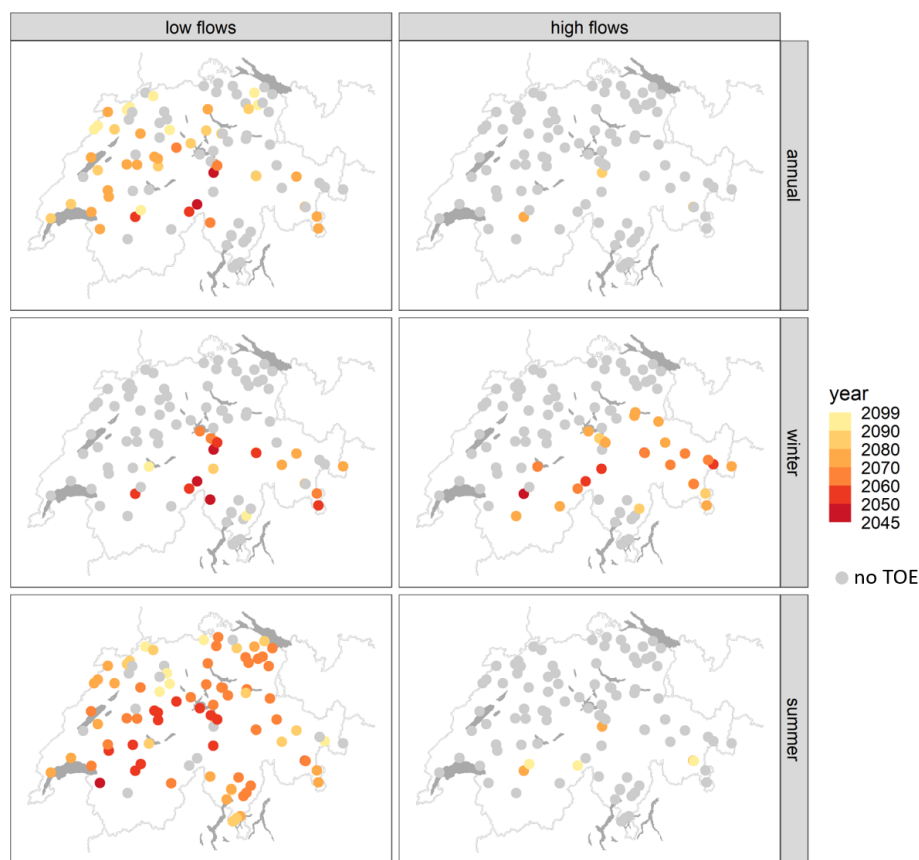 low flows
high flows
annual
winter
summer
year
2099
2090
2080
2070
2060
2050
2045
no TOE